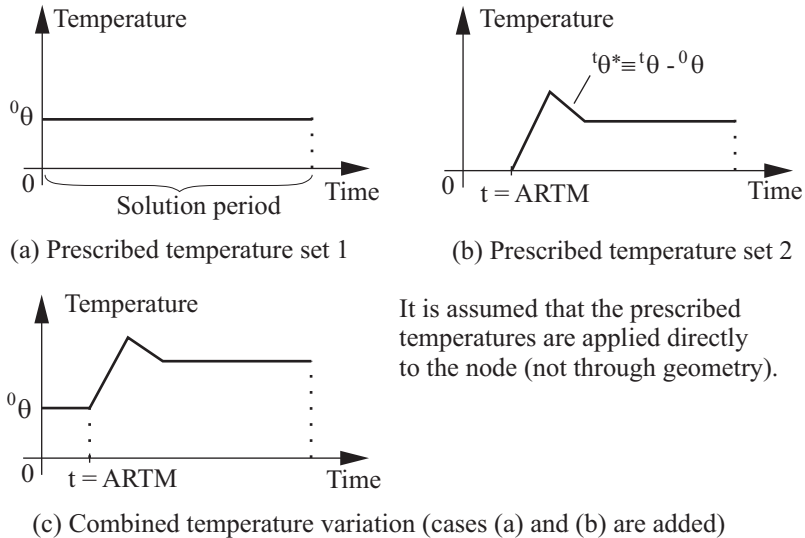 Temperature
⁰θ
0
Time
Solution period
(a) Prescribed temperature set 1
Temperature
ᵗθ* ≡ ᵗθ - ⁰θ
0
t = ARTM
Time
(b) Prescribed temperature set 2
Temperature
⁰θ
0
t = ARTM
Time
It is assumed that the prescribed
temperatures are applied directly
to the node (not through geometry).
(c) Combined temperature variation (cases (a) and (b) are added)